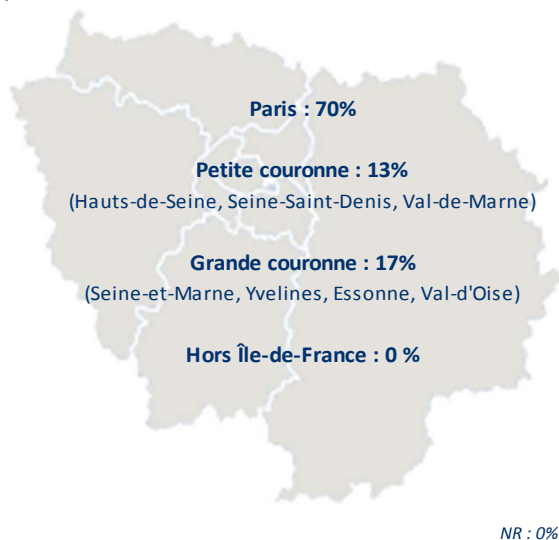 Paris : 70%
Petite couronne : 13%
(Hauts-de-Seine, Seine-Saint-Denis, Val-de-Marne)
Grande couronne : 17%
(Seine-et-Marne, Yvelines, Essonne, Val-d'Oise)
Hors Île-de-France : 0 %
NR : 0%